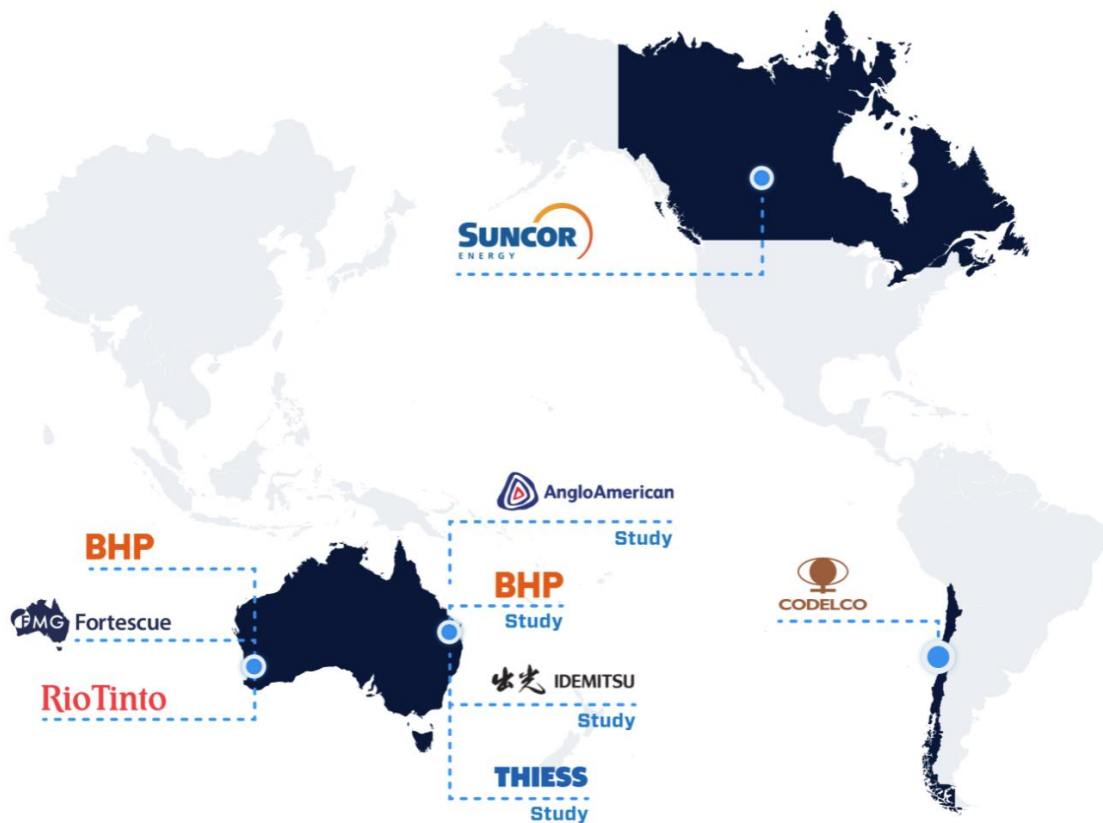 SUNCOR
ENERGY
AngloAmerican
Study
BHP
BHP
Study
FMG Fortescue
CODELCO
出光 IDEMITSU
Study
RioTinto
THIESS
Study